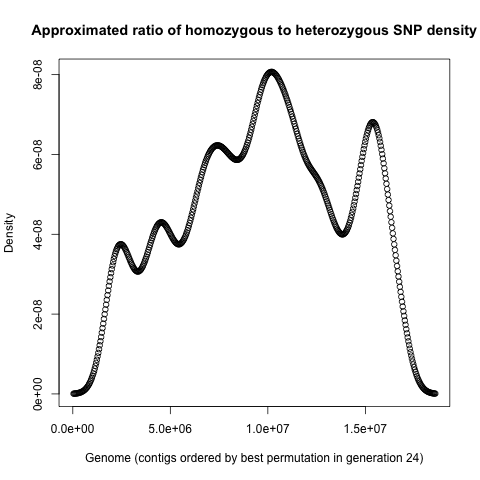 Approximated ratio of homozygous to heterozygous SNP density
Density
8e-08
6e-08
4e-08
2e-08
0e+00
0.0e+00
5.0e+06
1.0e+07
1.5e+07
Genome (contigs ordered by best permutation in generation 24)